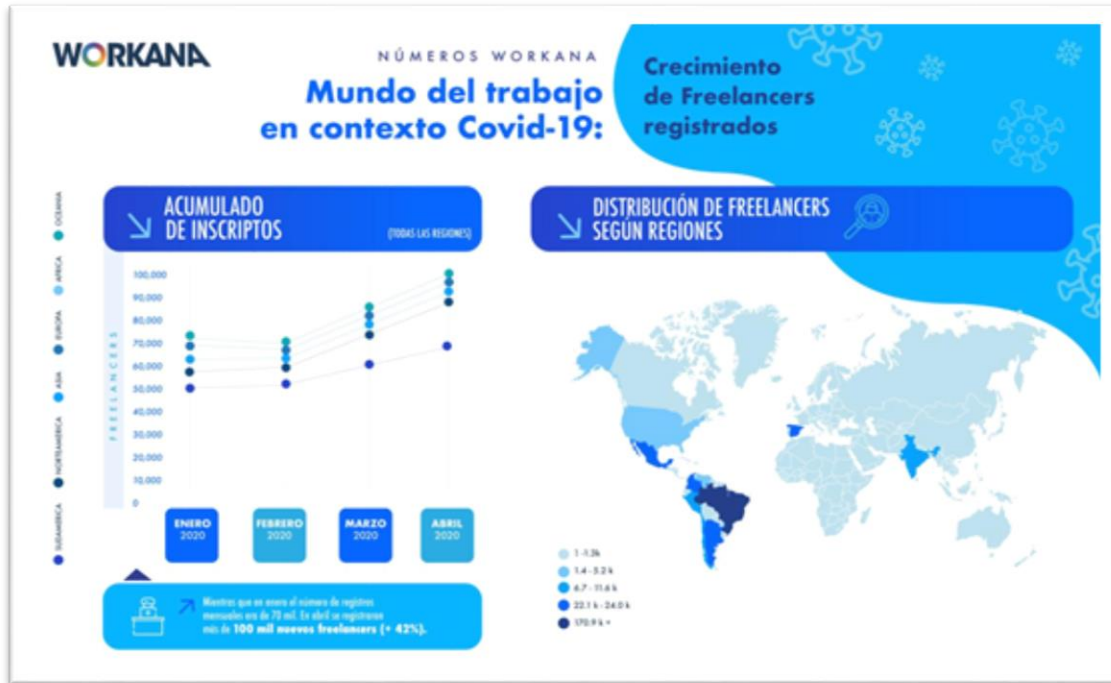 WORKANA
NÚMEROS WORKANA
Mundo del trabajo
en contexto Covid-19:
Crecimiento
de Freelancers
registrados
ACUMULADO
DE INSCRIPTOS
(TODAS LAS REGIONES)
DISTRIBUCIÓN DE FREELANCERS
SEGÚN REGIONES
OCEANIA
AFRICA
EUROPA
ASIA
NORTEAMERICA
SUDAMERICA
FREELANCERS
100,000
90,000
80,000
70,000
60,000
50,000
40,000
30,000
20,000
10,000
0
ENERO
2020
FEBRERO
2020
MARZO
2020
ABRIL
2020
Mientras que en enero el número de registros
mensuales era de 70 mil. En abril se registraron
más de 100 mil nuevos freelancers (+ 42%).
1 -1.3k
1.4 - 5.2 k
6.7 - 11.6 k
22.1 k - 24.0 k
170.9 k +